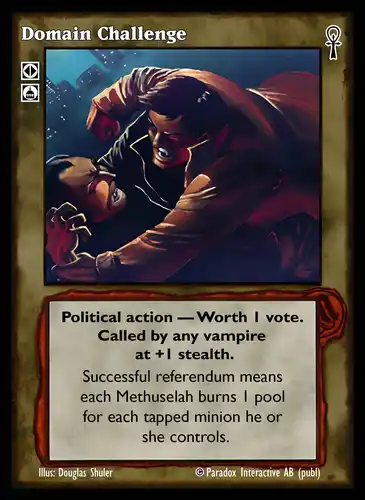 Domain Challenge
Political action — Worth 1 vote.
Called by any vampire
at +1 stealth.
Successful referendum means
each Methuselah burns 1 pool
for each tapped minion he or
she controls.
Illus: Douglas Shuler © Paradox Interactive AB (publ)